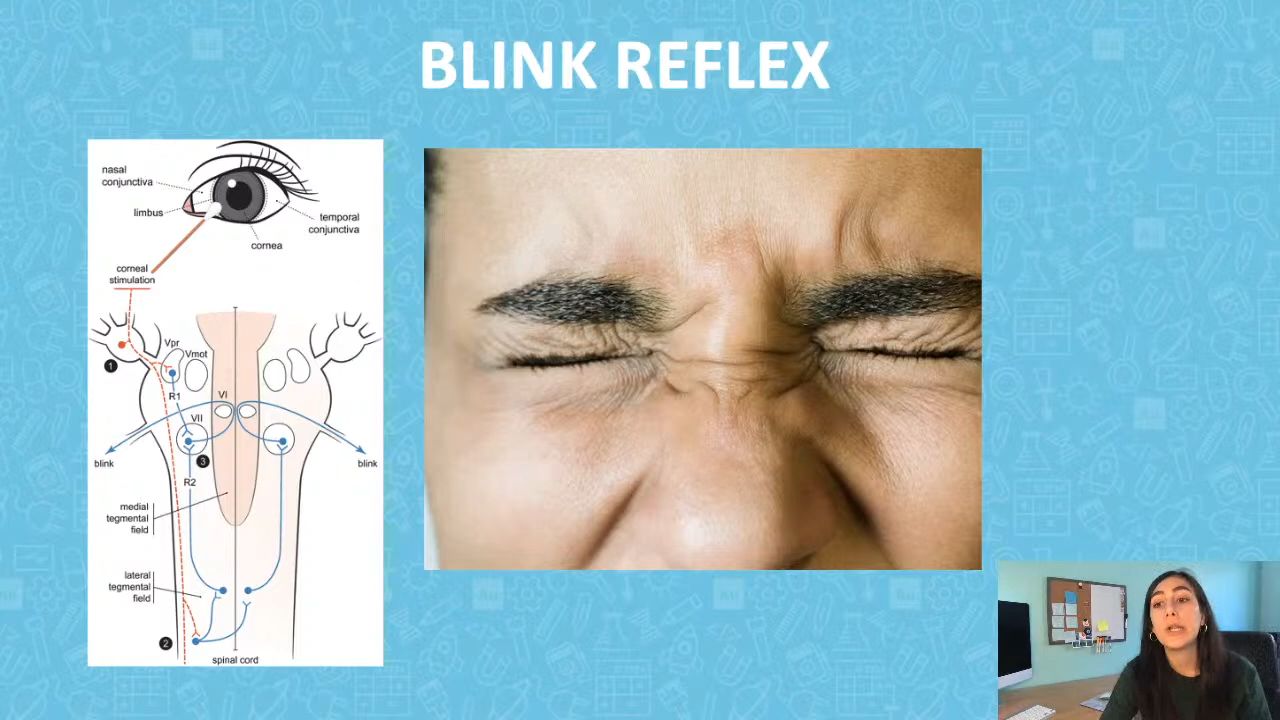 BLINK REFLEX
nasal
conjunctiva
limbus
temporal
conjunctiva
cornea
corneal
stimulation
1
Vpr
Vmot
R1
VI
VII
blink
blink
3
R2
medial
tegmental
field
lateral
tegmental
field
2
spinal cord